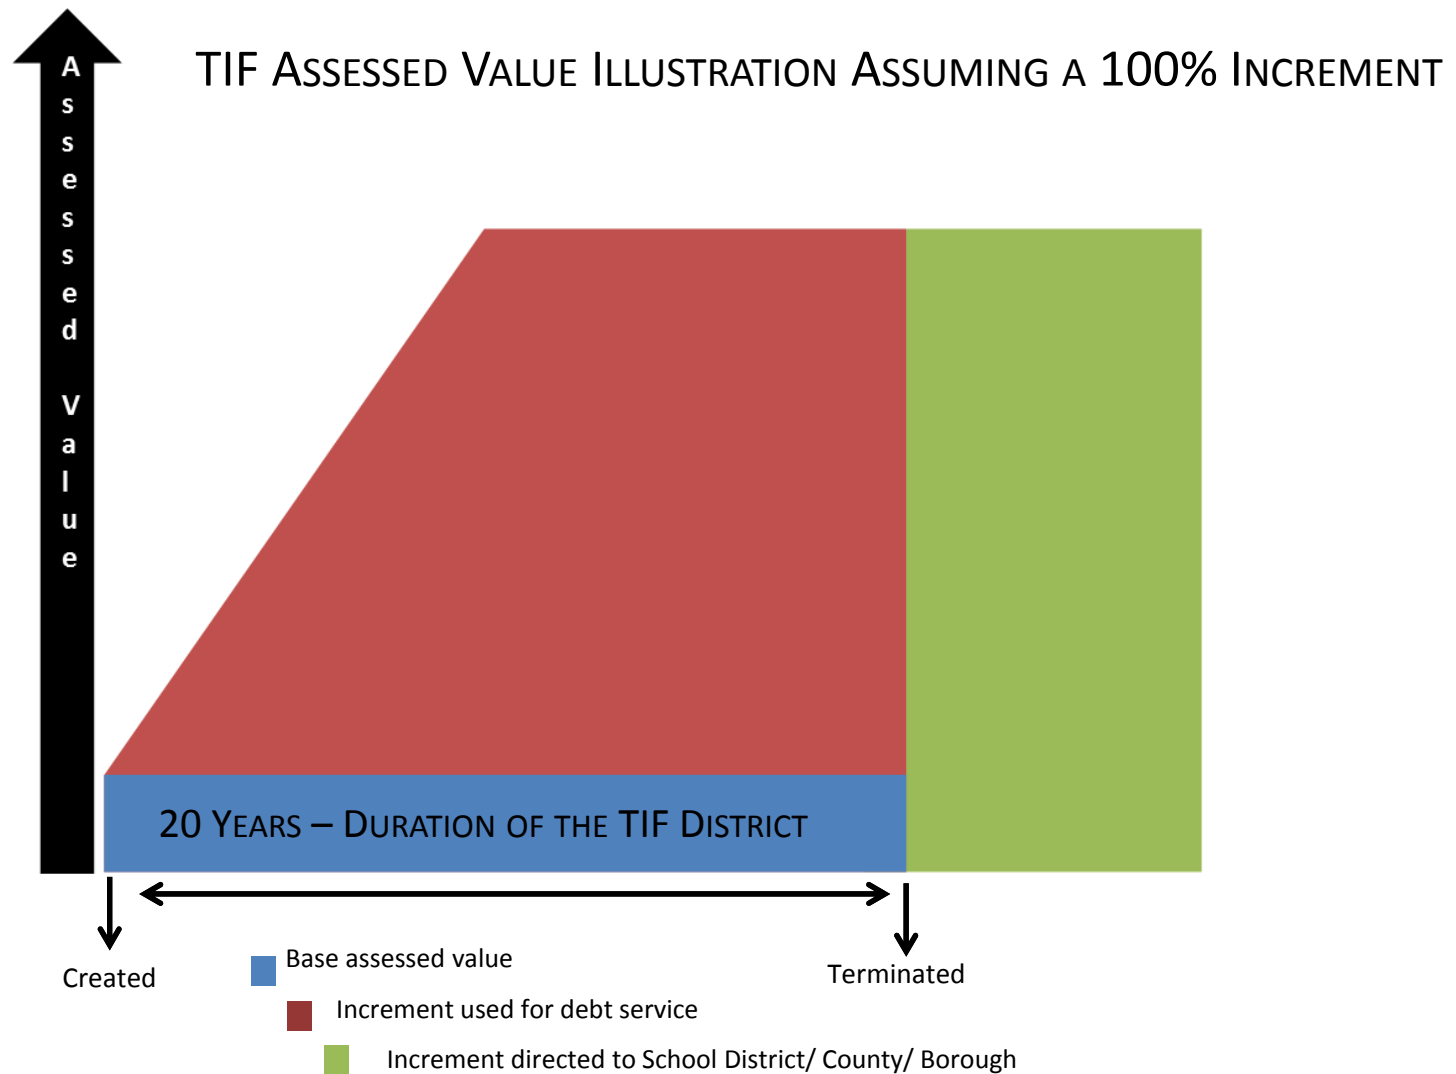 TIF ASSESSED VALUE ILLUSTRATION ASSUMING A 100% INCREMENT
Assessed Value
20 YEARS – DURATION OF THE TIF DISTRICT
Created
Terminated
Base assessed value
Increment used for debt service
Increment directed to School District/ County/ Borough